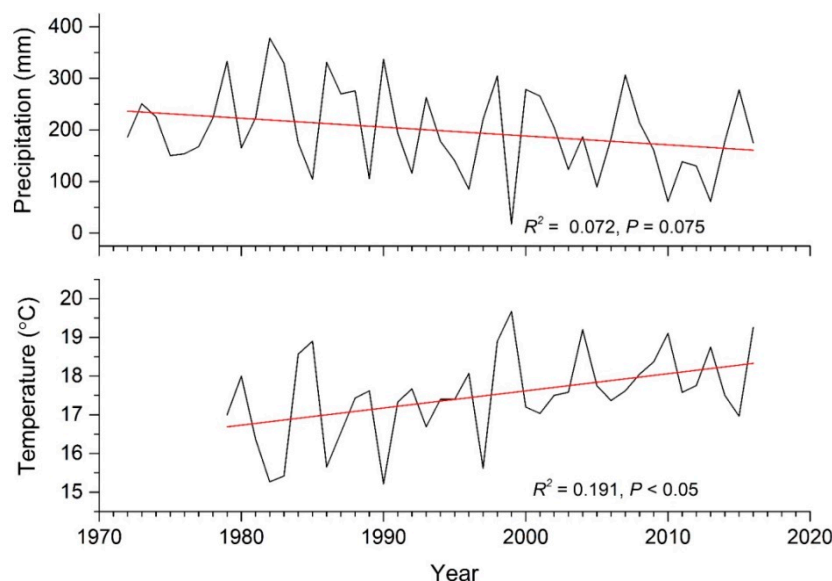 400
300
200
100
0
Precipitation (mm)
R² = 0.072, P = 0.075
20
19
18
17
16
15
Temperature (°C)
R² = 0.191, P < 0.05
1970 1980 1990 2000 2010 2020
Year